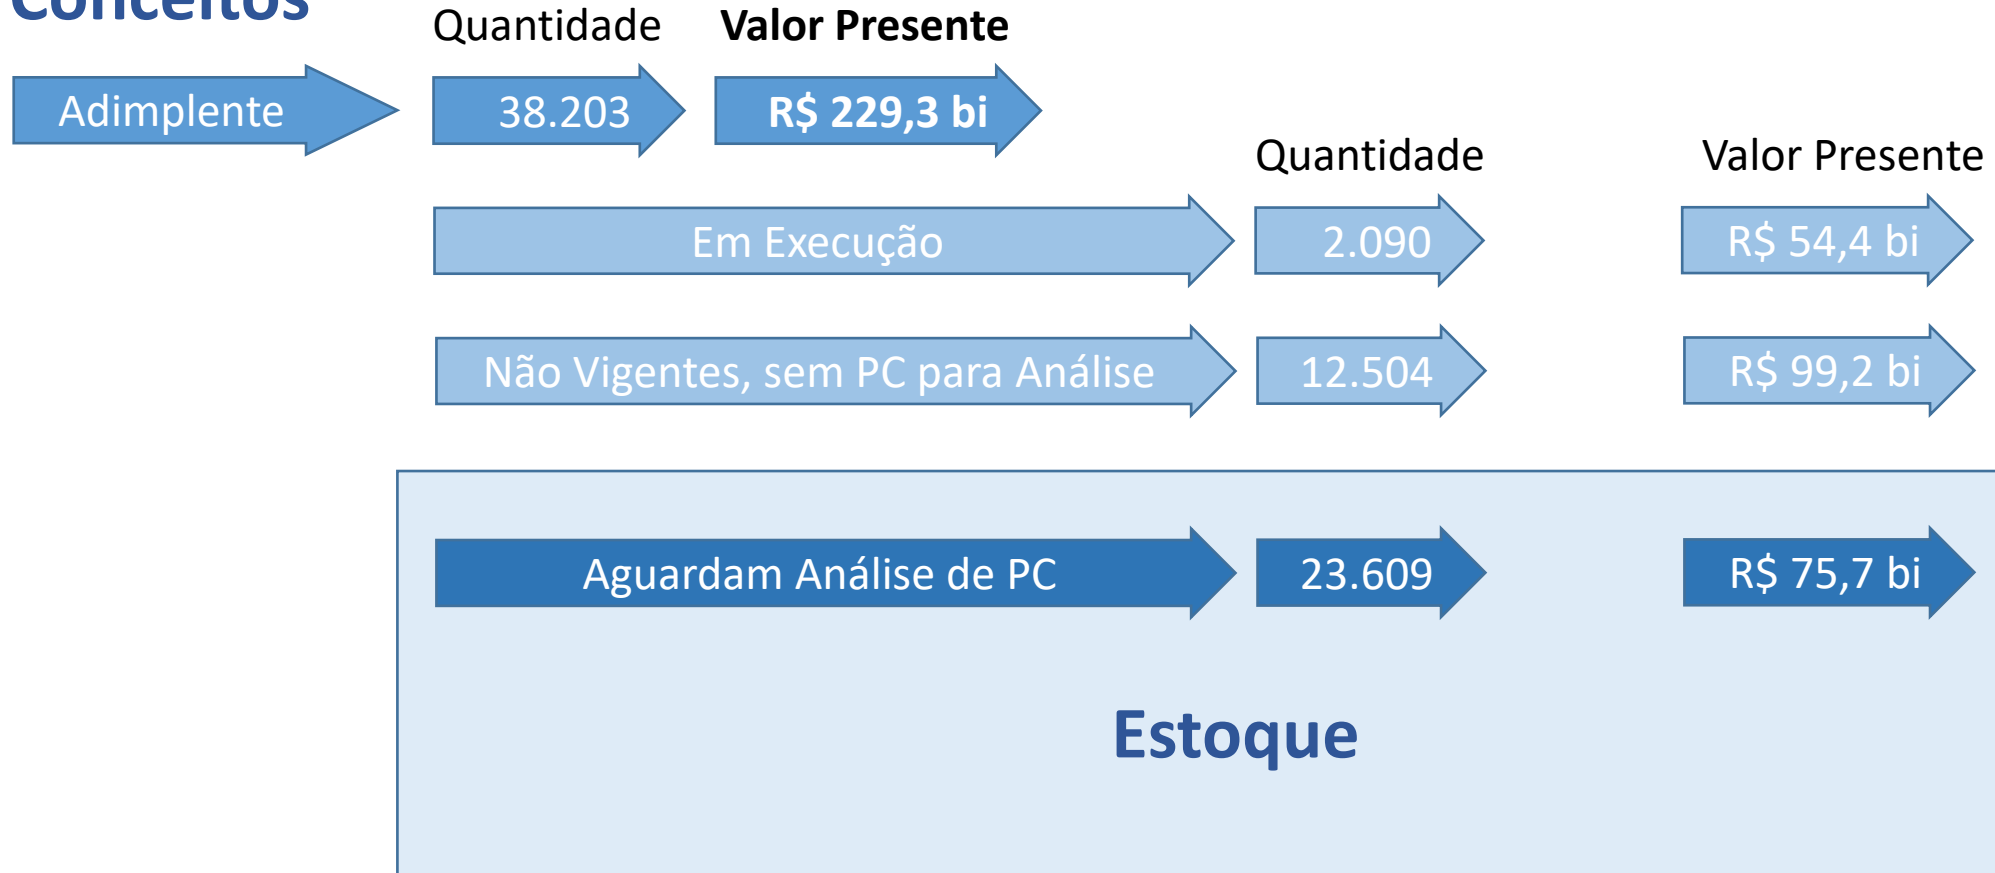 Conceitos
Quantidade Valor Presente
Adimplente 38.203 R$ 229,3 bi
Quantidade Valor Presente
Em Execução 2.090 R$ 54,4 bi
Não Vigentes, sem PC para Análise 12.504 R$ 99,2 bi
Aguardam Análise de PC 23.609 R$ 75,7 bi
Estoque